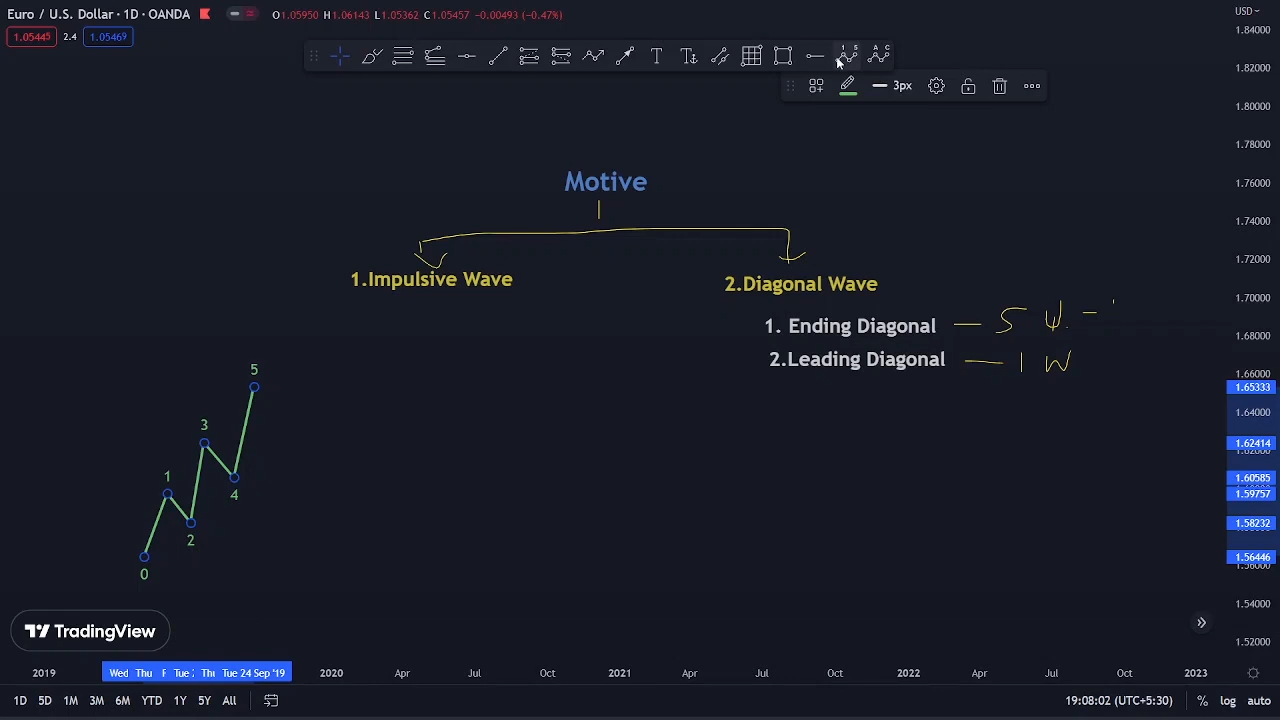 Euro / U.S. Dollar · 1D · OANDA O1.05950 H1.06143 L1.05362 C1.05457 −0.00493 (−0.47%)
USD
1.05445 2.4 1.05469
3px
1.84000
1.82000
1.80000
1.78000
1.76000
1.74000
1.72000
1.70000
1.68000
1.66000
1.65333
1.64000
1.62414
1.60585
1.59757
1.58232
1.56446
1.54000
1.52000
Motive
1.Impulsive Wave
2.Diagonal Wave
1. Ending Diagonal — 5 W. -
2.Leading Diagonal — 1 W
0
1
2
3
4
5
TradingView
2019 Wed Thu Tue Thu Tue 24 Sep '19 2020 Apr Jul Oct 2021 Apr Jul Oct 2022 Apr Jul Oct 2023
1D 5D 1M 3M 6M YTD 1Y 5Y All 19:08:02 (UTC+5:30) % log auto